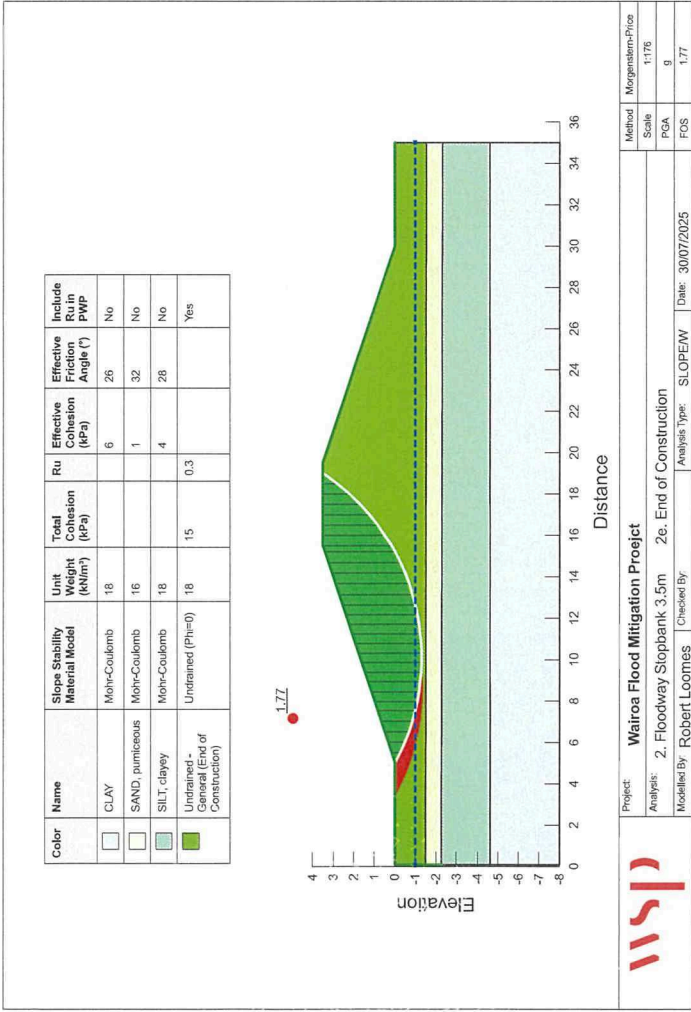 Color Name Slope Stability Material Model Unit Weight (kN/m³) Total Cohesion (kPa) Ru Effective Cohesion (kPa) Effective Friction Angle (°) Include Ru in PWP
CLAY Mohr-Coulomb 18 6 26 No
SAND, pumiceous Mohr-Coulomb 16 1 32 No
SILT, clayey Mohr-Coulomb 18 4 28 No
Undrained - General (End of Construction) Undrained (Phi=0) 18 15 0.3 Yes
1.77
Elevation
4
3
2
1
0
-1
-2
-3
-4
-5
-6
-7
-8
0 2 4 6 8 10 12 14 16 18 20 22 24 26 28 30 32 34 36
Distance
wsp
Project: Wairoa Flood Mitigation Proejct
Analysis: 2. Floodway Stopbank 3.5m 2e. End of Construction
Modelled By: Robert Loomes Checked By: Analysis Type: SLOPE/W Date: 30/07/2025
Method Morgenstern-Price
Scale 1:176
PGA g
FOS 1.77